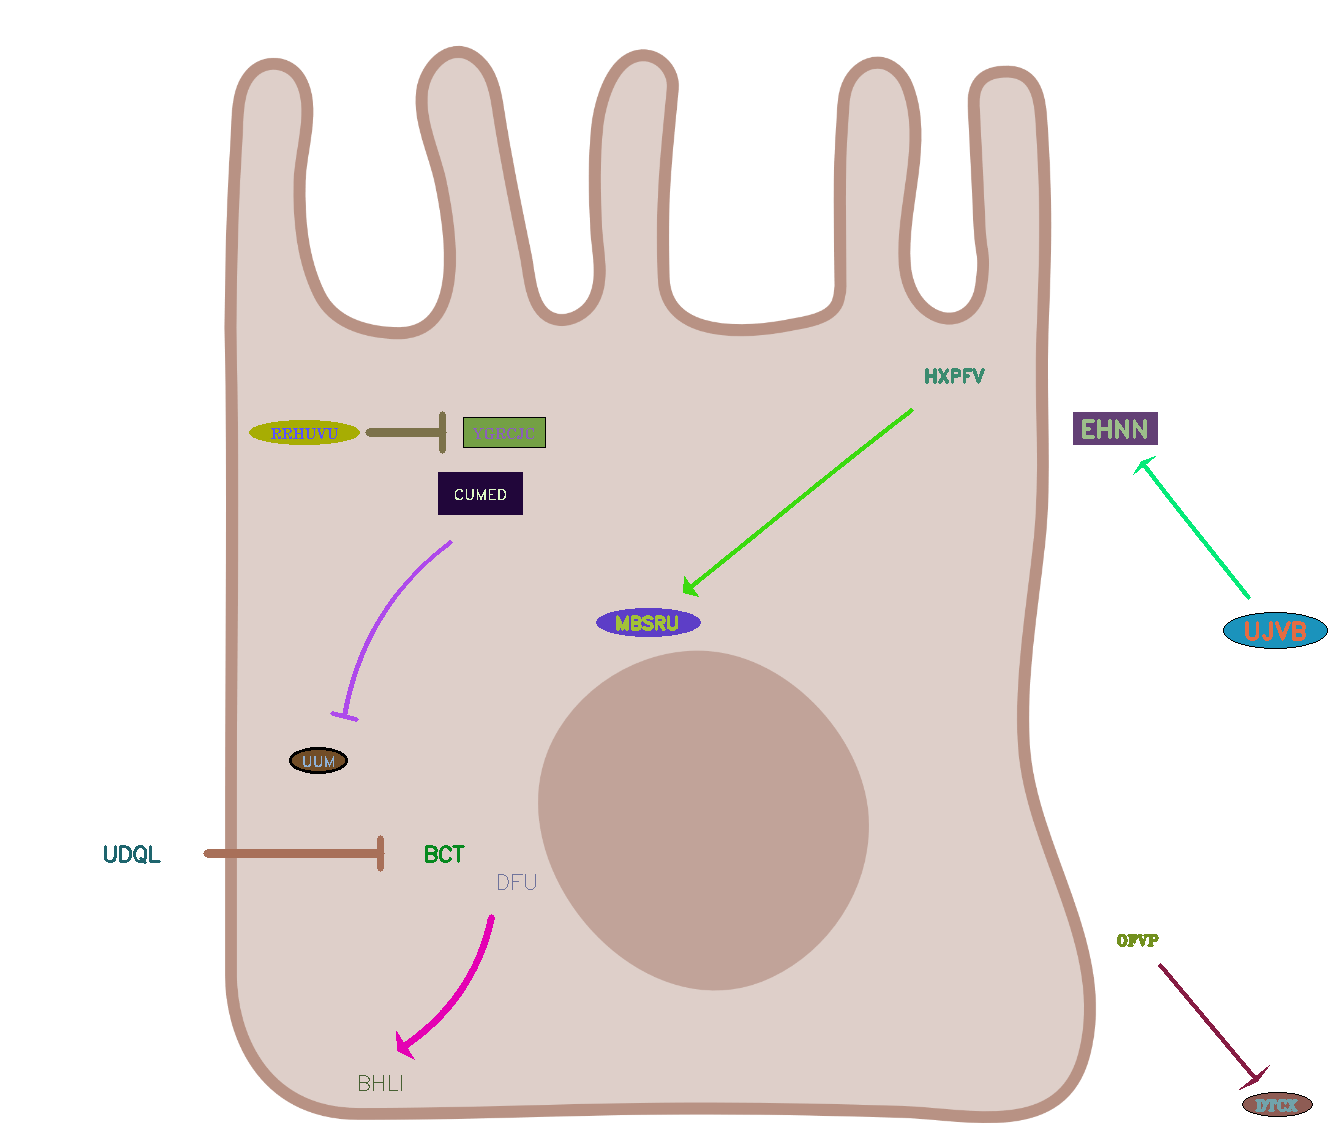 HXPFV
EHNN
RRHUVU
YGRCJC
CUMED
MBSRU
UJVB
UUM
UDQL
BCT
DFU
OFVP
BHLI
DTCX